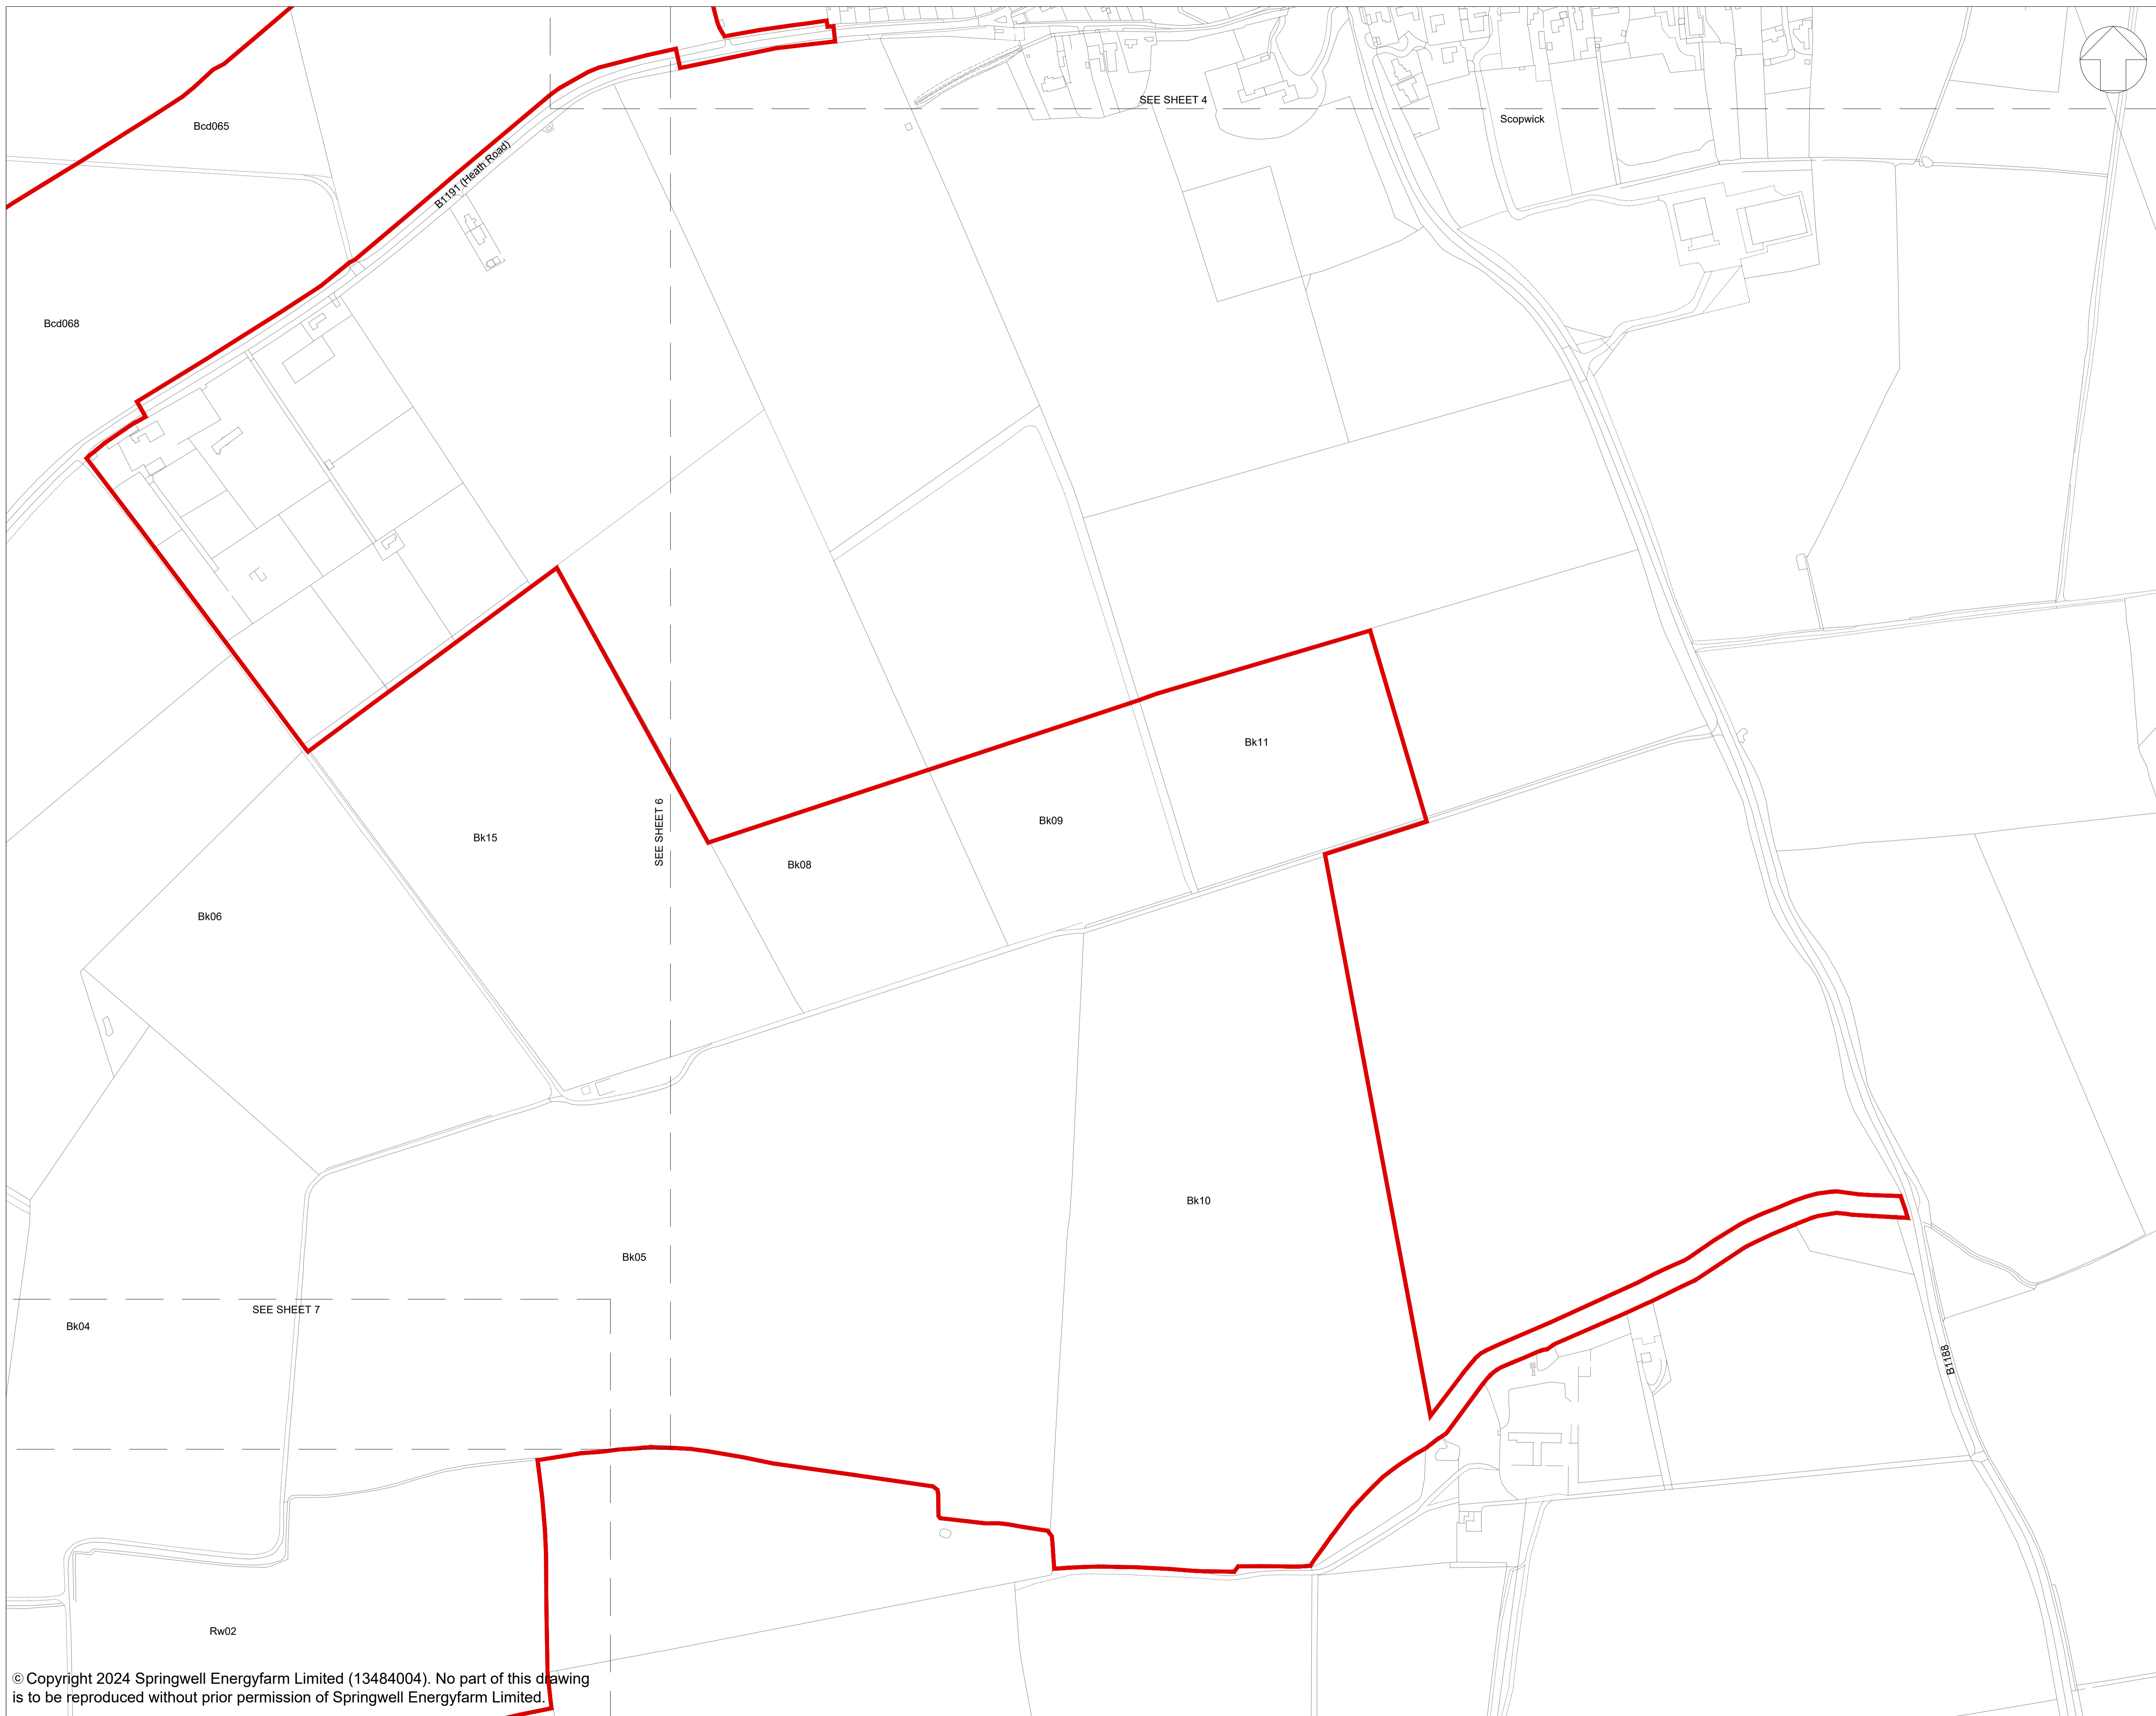 SEE SHEET 4
Scopwick
Bcd065
B1191 (Heath Road)
Bcd068
Bk11
Bk09
SEE SHEET 6
Bk15
Bk08
Bk06
Bk10
Bk05
SEE SHEET 7
Bk04
B1188
Rw02
© Copyright 2024 Springwell Energyfarm Limited (13484004). No part of this drawing
is to be reproduced without prior permission of Springwell Energyfarm Limited.